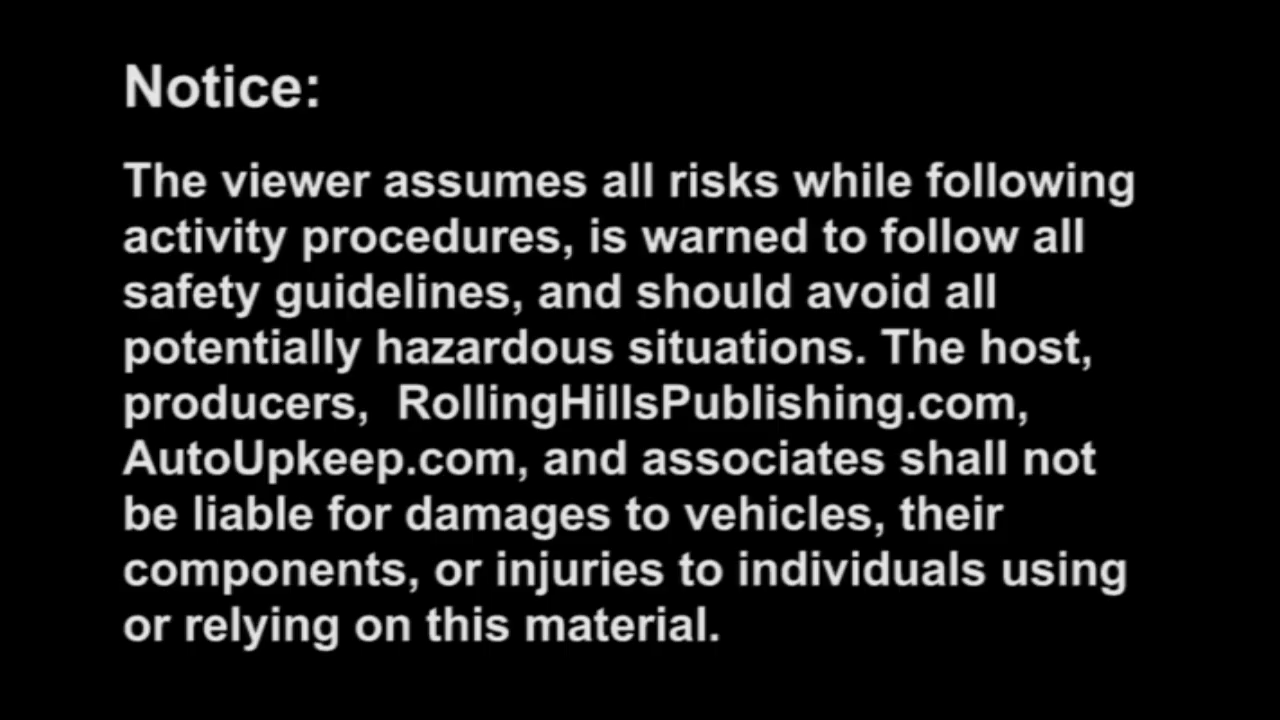 Notice:
The viewer assumes all risks while following
activity procedures, is warned to follow all
safety guidelines, and should avoid all
potentially hazardous situations. The host,
producers,  RollingHillsPublishing.com,
AutoUpkeep.com, and associates shall not
be liable for damages to vehicles, their
components, or injuries to individuals using
or relying on this material.